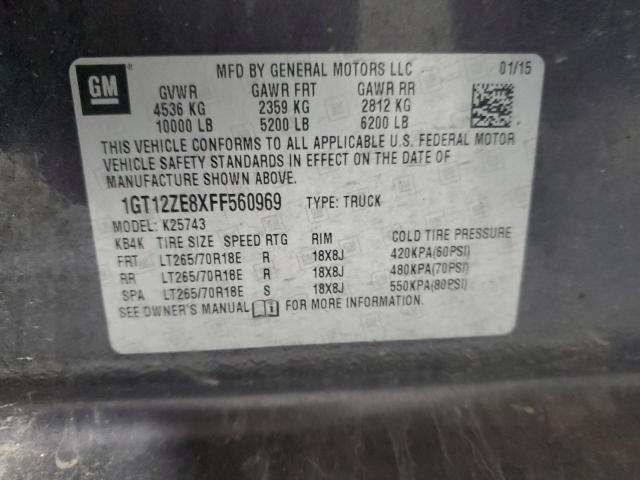 GM
MFD BY GENERAL MOTORS LLC 01/15
GVWR GAWR FRT GAWR RR
4536 KG 2359 KG 2812 KG
10000 LB 5200 LB 6200 LB
THIS VEHICLE CONFORMS TO ALL APPLICABLE U.S. FEDERAL MOTOR
VEHICLE SAFETY STANDARDS IN EFFECT ON THE DATE OF
MANUFACTURE SHOWN ABOVE.
1GT12ZE8XFF560969 TYPE: TRUCK
MODEL: K25743
KB4K TIRE SIZE SPEED RTG RIM COLD TIRE PRESSURE
FRT LT265/70R18E R 18X8J 420KPA(60PSI)
RR LT265/70R18E R 18X8J 480KPA(70PSI)
SPA LT265/70R18E S 18X8J 550KPA(80PSI)
SEE OWNER'S MANUAL